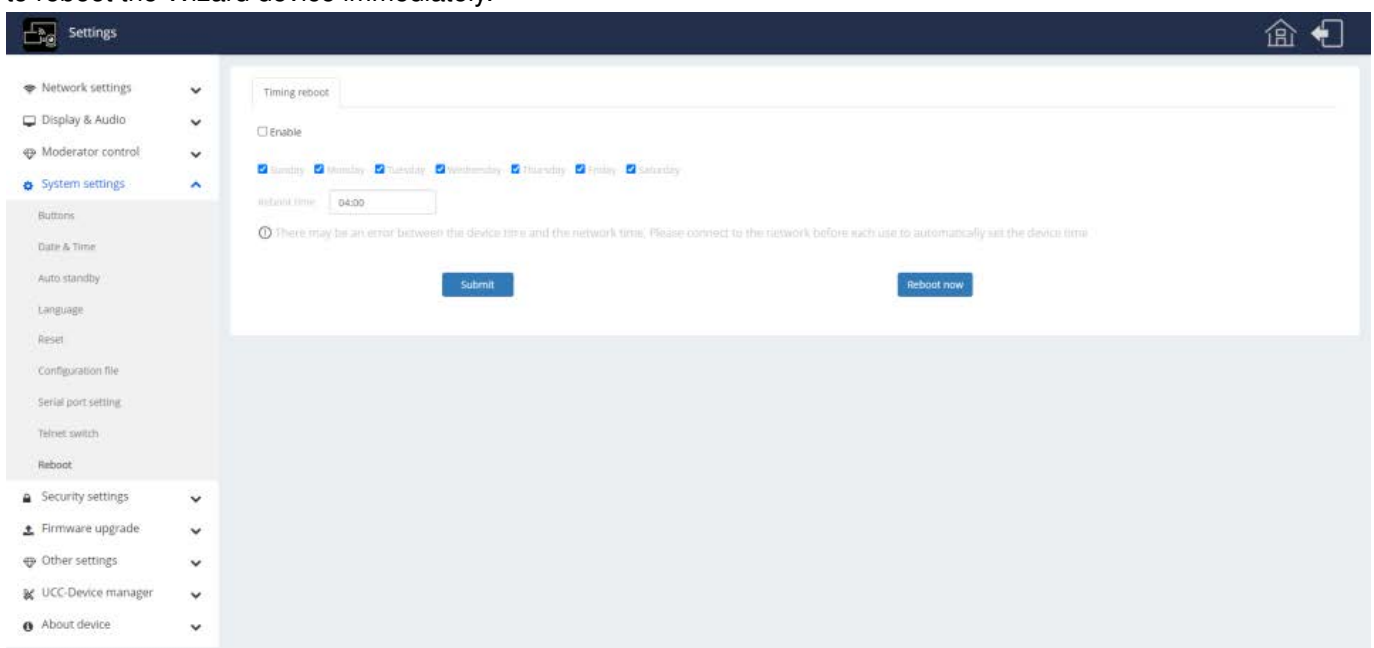 to reboot the Wizard device immediately.
Settings
Network settings
Display & Audio
Moderator control
System settings
Buttons
Date & Time
Auto standby
Language
Reset
Configuration file
Serial port setting
Telnet switch
Reboot
Security settings
Firmware upgrade
Other settings
UCC-Device manager
About device
Timing reboot
Enable
Sunday Monday Tuesday Wednesday Thursday Friday Saturday
Reboot time 04:00
There may be an error between the device time and the network time. Please connect to the network before each use to automatically set the device time
Submit Reboot now